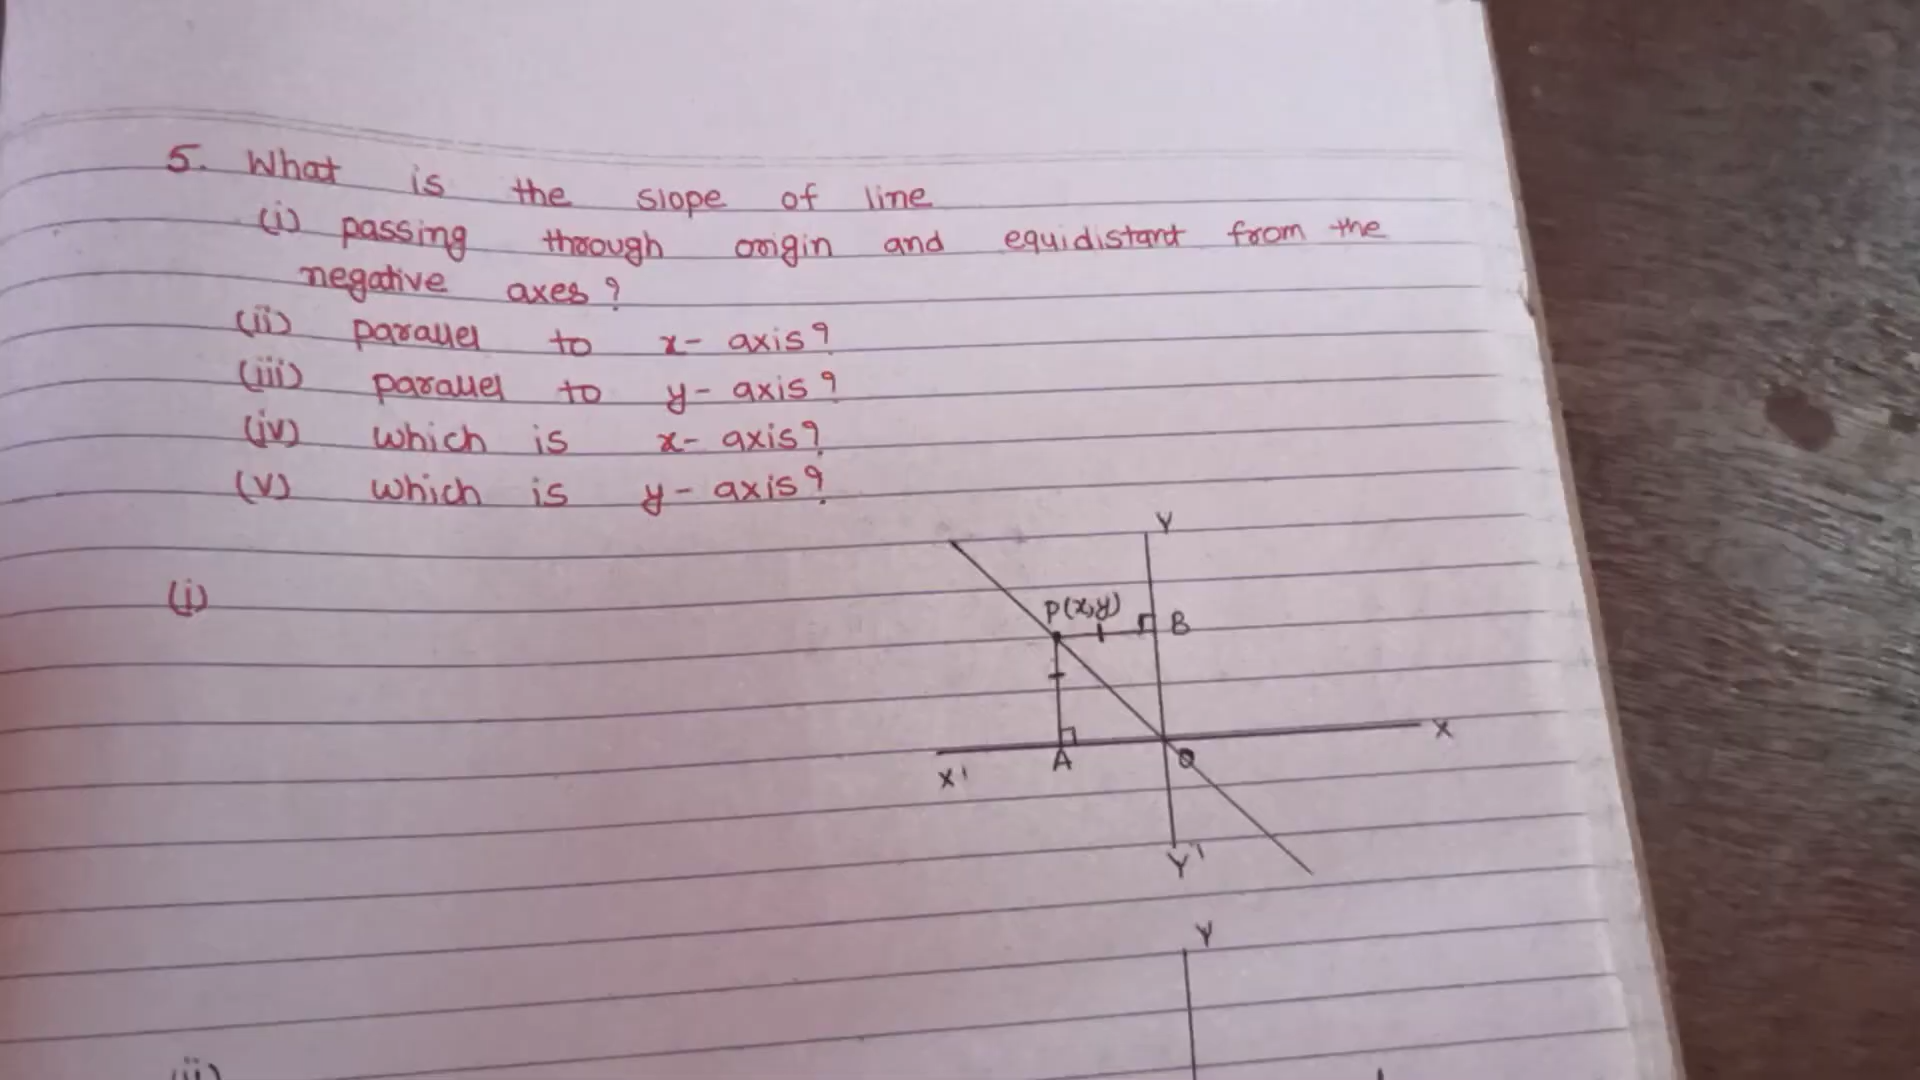 5. What is the slope of line
(i) passing through origin and equidistant from the
negative axes?
(ii) parallel to x- axis?
(iii) parallel to y- axis?
(iv) which is x- axis?
(v) which is y- axis?
Y
(i)
P(x,y)
B
X
X'
A
O
Y'
Y
(ii)